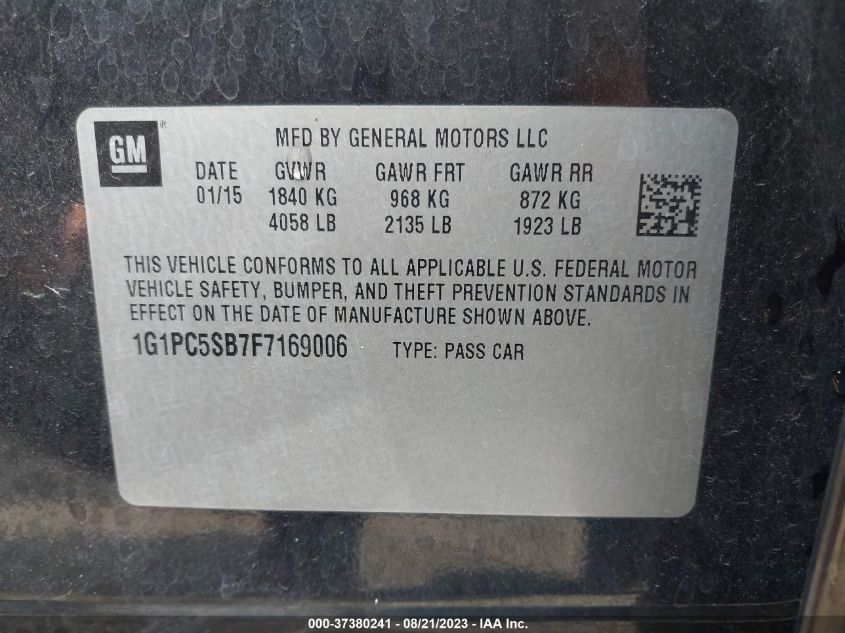 GM ®
MFD BY GENERAL MOTORS LLC
DATE GVWR GAWR FRT GAWR RR
01/15 1840 KG 968 KG 872 KG
4058 LB 2135 LB 1923 LB
THIS VEHICLE CONFORMS TO ALL APPLICABLE U.S. FEDERAL MOTOR
VEHICLE SAFETY, BUMPER, AND THEFT PREVENTION STANDARDS IN
EFFECT ON THE DATE OF MANUFACTURE SHOWN ABOVE.
1G1PC5SB7F7169006 TYPE: PASS CAR
000-37380241 - 08/21/2023 - Copyright © 2023 - IAA Inc.